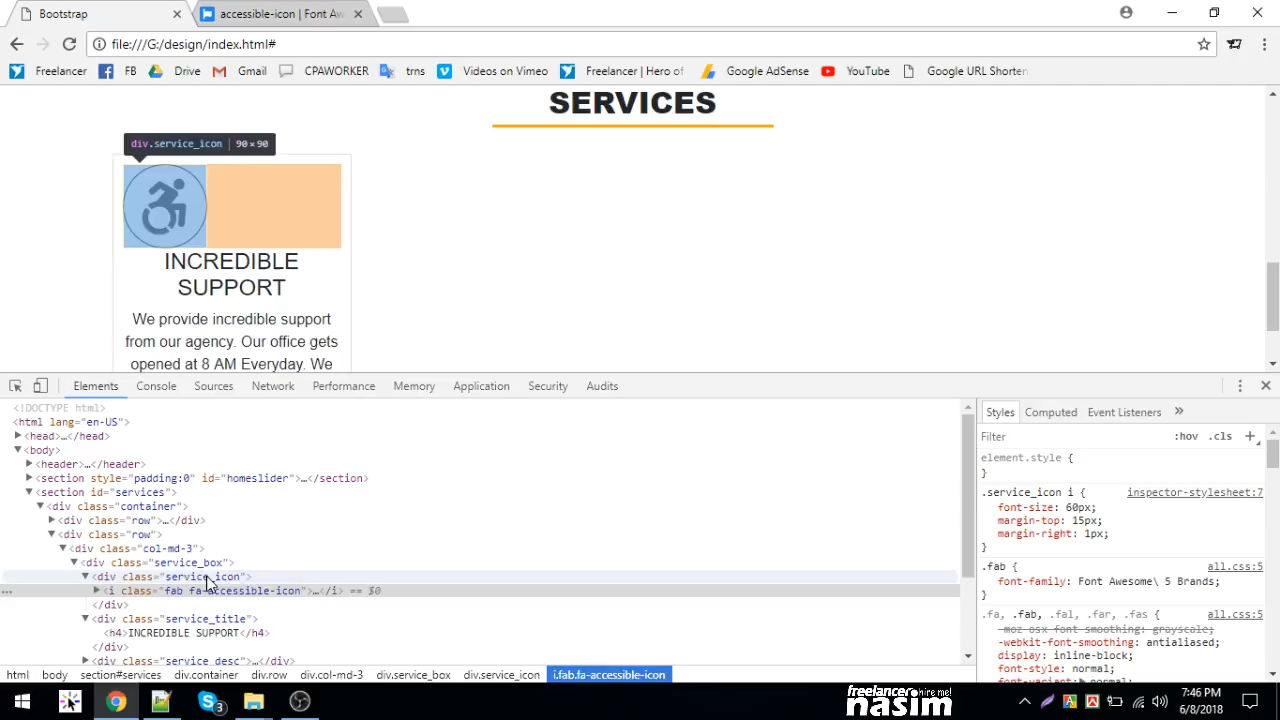 Bootstrap
accessible-icon | Font Aw
file:///G:/design/index.html#
Freelancer
FB
Drive
Gmail
CPAWORKER
trns
Videos on Vimeo
Freelancer | Hero of
Google AdSense
YouTube
Google URL Shorten
SERVICES
div.service_icon | 90×90
INCREDIBLE
SUPPORT
We provide incredible support
from our agency. Our office gets
opened at 8 AM Everyday. We
Elements Console Sources Network Performance Memory Application Security Audits
<!DOCTYPE html>
<html lang="en-US">
<head>…</head>
<body>
<header>…</header>
<section style="padding:0" id="homeslider">…</section>
<section id="services">
<div class="container">
<div class="row">…</div>
<div class="row">
<div class="col-md-3">
<div class="service_box">
<div class="service_icon">
<i class="fab fa-accessible-icon">…</i> == $0
</div>
<div class="service_title">
<h4>INCREDIBLE SUPPORT</h4>
</div>
<div class="service_desc">…</div>
html body section#services div.container div.row div.col-md-3 div.service_box div.service_icon i.fab.fa-accessible-icon
Styles Computed Event Listeners »
Filter :hov .cls +
element.style {
}
.service_icon i { inspector-stylesheet:7
font-size: 60px;
margin-top: 15px;
margin-right: 1px;
}
.fab { all.css:5
font-family: Font Awesome\ 5 Brands;
}
.fa, .fab, .fal, .far, .fas { all.css:5
-moz-osx-font-smoothing: grayscale;
-webkit-font-smoothing: antialiased;
display: inline-block;
font-style: normal;
font-variant: normal;
3
freelancer hire me!
nasim
7:46 PM
6/8/2018